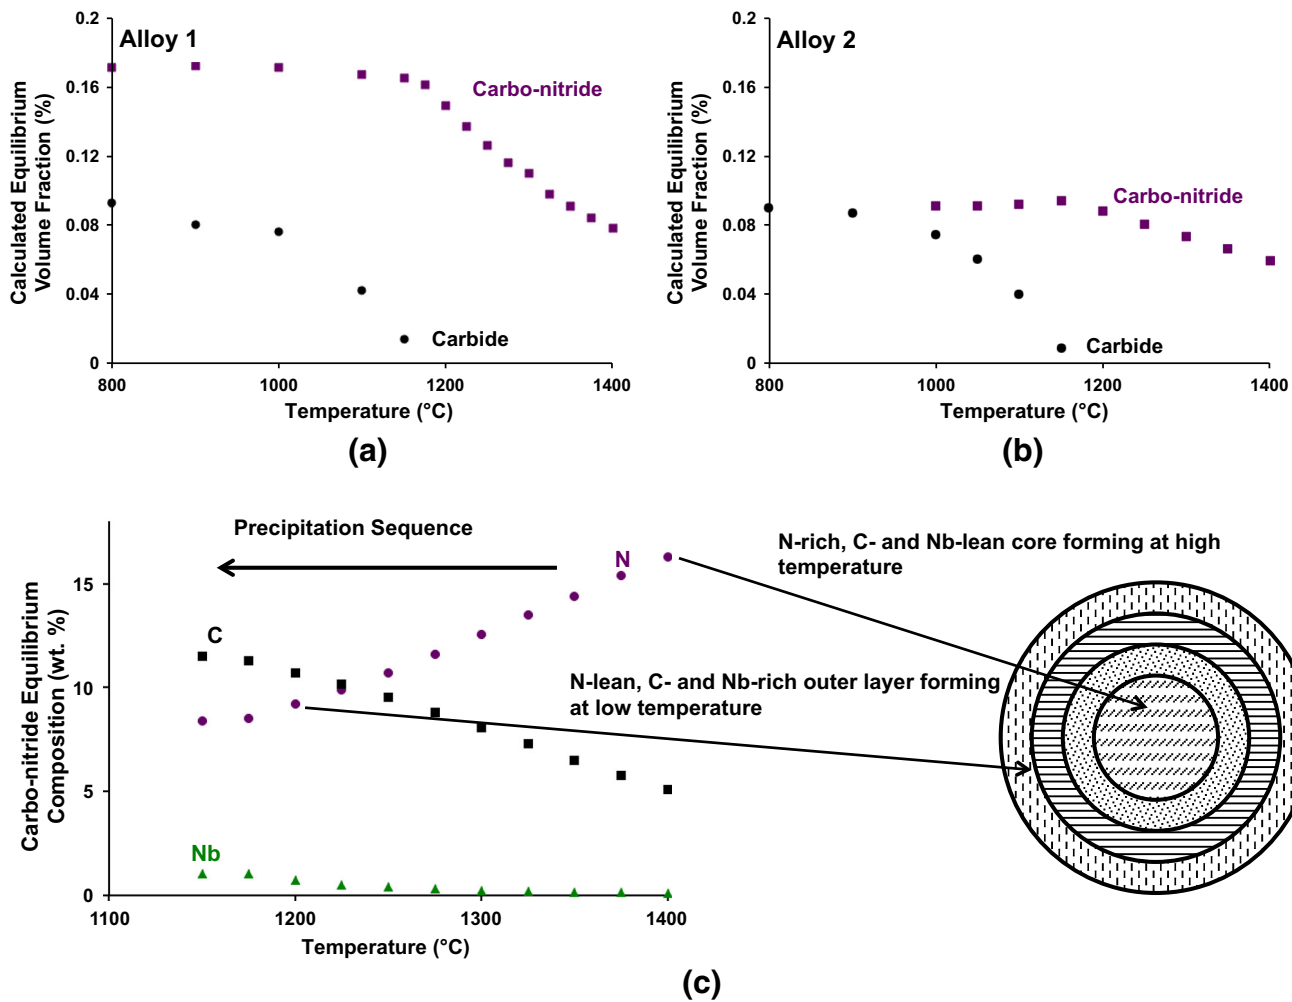 Alloy 1
Calculated Equilibrium
Volume Fraction (%)
0.2
0.16
0.12
0.08
0.04
0
Carbo-nitride
Carbide
800
1000
1200
1400
Temperature (°C)
(a)
Alloy 2
Calculated Equilibrium
Volume Fraction (%)
0.2
0.16
0.12
0.08
0.04
0
Carbo-nitride
Carbide
800
1000
1200
1400
Temperature (°C)
(b)
Carbo-nitride Equilibrium
Composition (wt. %)
15
10
5
0
Precipitation Sequence
N
C
Nb
1100
1200
1300
1400
Temperature (°C)
N-rich, C- and Nb-lean core forming at high
temperature
N-lean, C- and Nb-rich outer layer forming
at low temperature
(c)